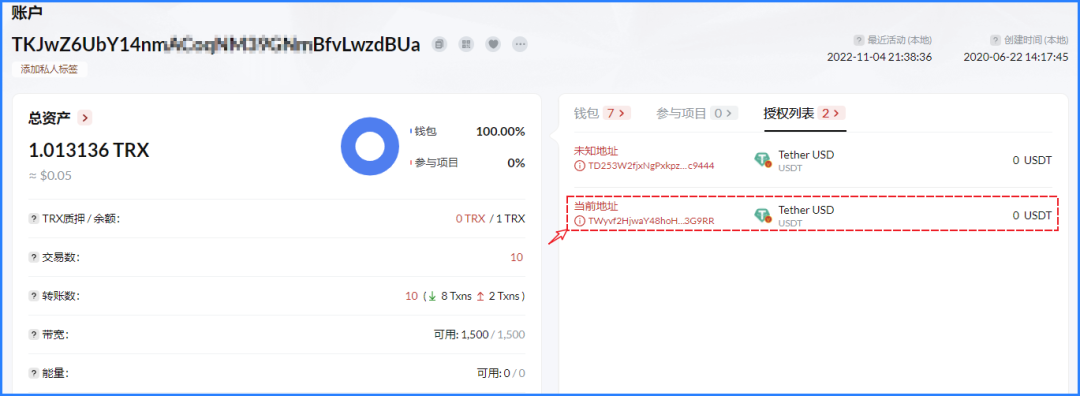 账户
TKJwZ6UbY14nm BfvLwzdBUa
添加私人标签
? 最近活动 (本地)
2022-11-04 21:38:36
? 创建时间 (本地)
2020-06-22 14:17:45
总资产 >
1.013136 TRX
≈ $0.05
钱包 100.00%
参与项目 0%
? TRX质押 / 余额: 0 TRX / 1 TRX
? 交易数: 10
? 转账数: 10 (↓ 8 Txns ↑ 2 Txns)
? 带宽: 可用: 1,500 / 1,500
? 能量: 可用: 0 / 0
钱包 7 > 参与项目 0 > 授权列表 2 >
未知地址
TD253W2fjxNgPxkpz...c9444
Tether USD
USDT
0 USDT
当前地址
TWyvf2HjwaY48hoH...3G9RR
Tether USD
USDT
0 USDT